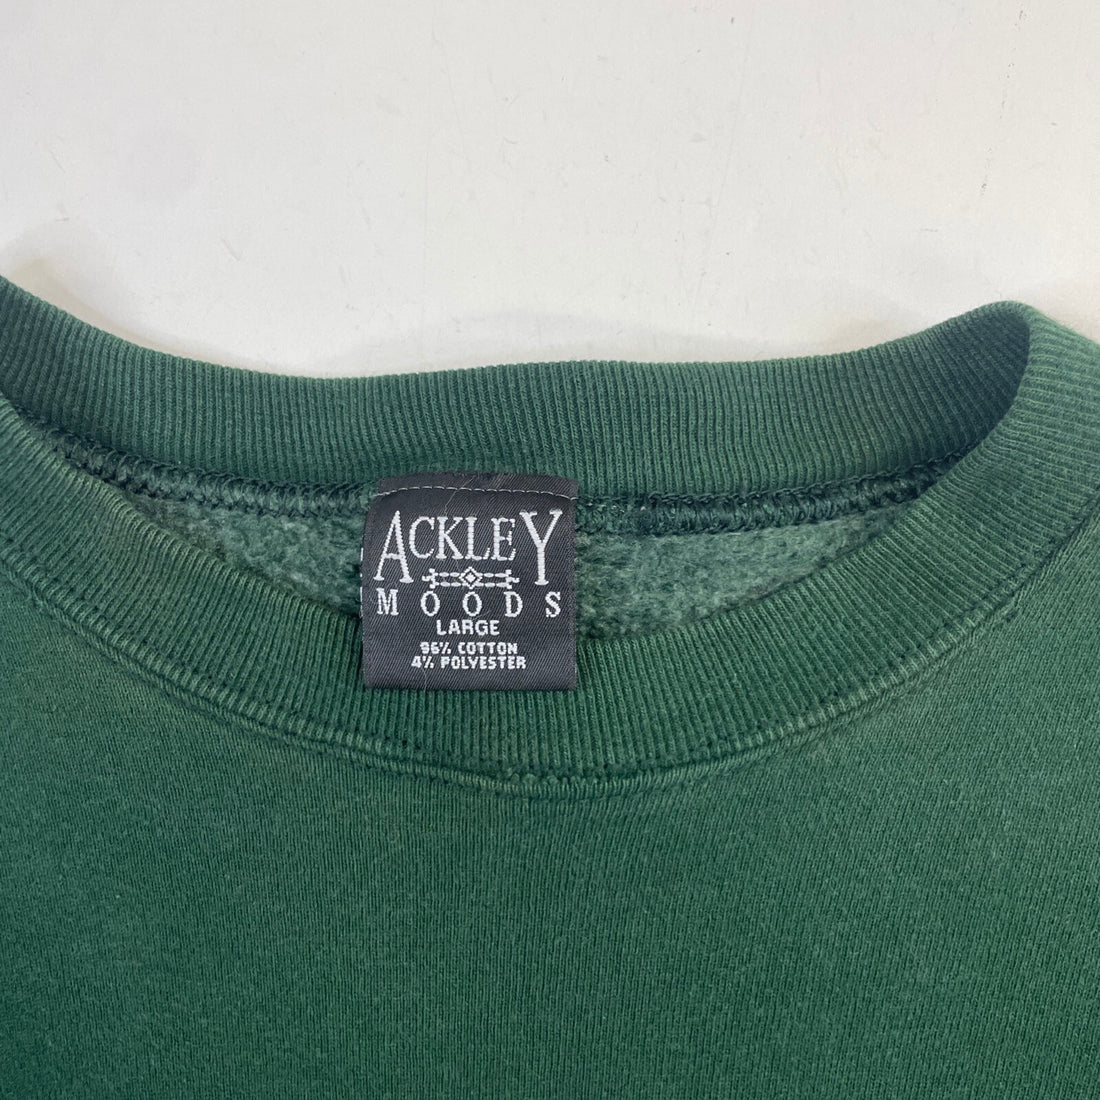 ACKLEY
MOODS
LARGE
96% COTTON
4% POLYESTER